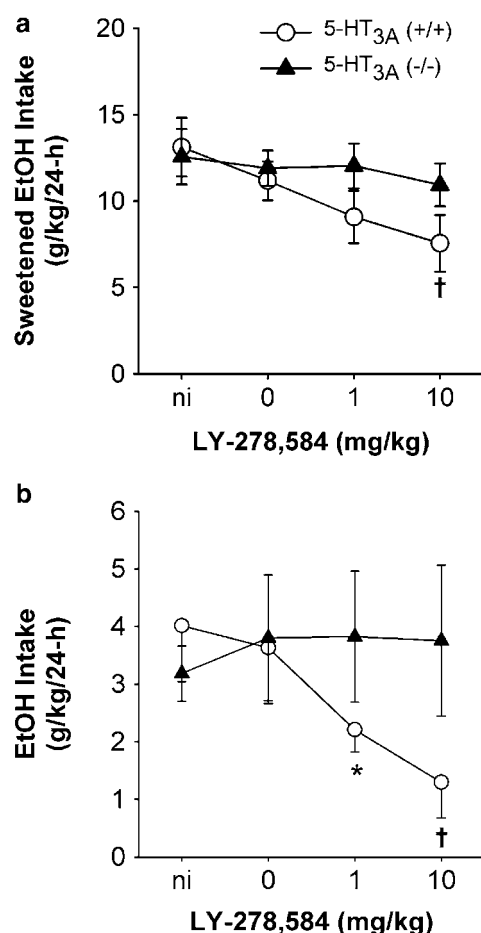 a
5-HT3A (+/+)
5-HT3A (-/-)
Sweetened EtOH Intake
(g/kg/24-h)
15
10
5
0
†
ni 0 1 10
LY-278,584 (mg/kg)
b
EtOH Intake
(g/kg/24-h)
6
5
4
3
2
1
0
*
†
ni 0 1 10
LY-278,584 (mg/kg)